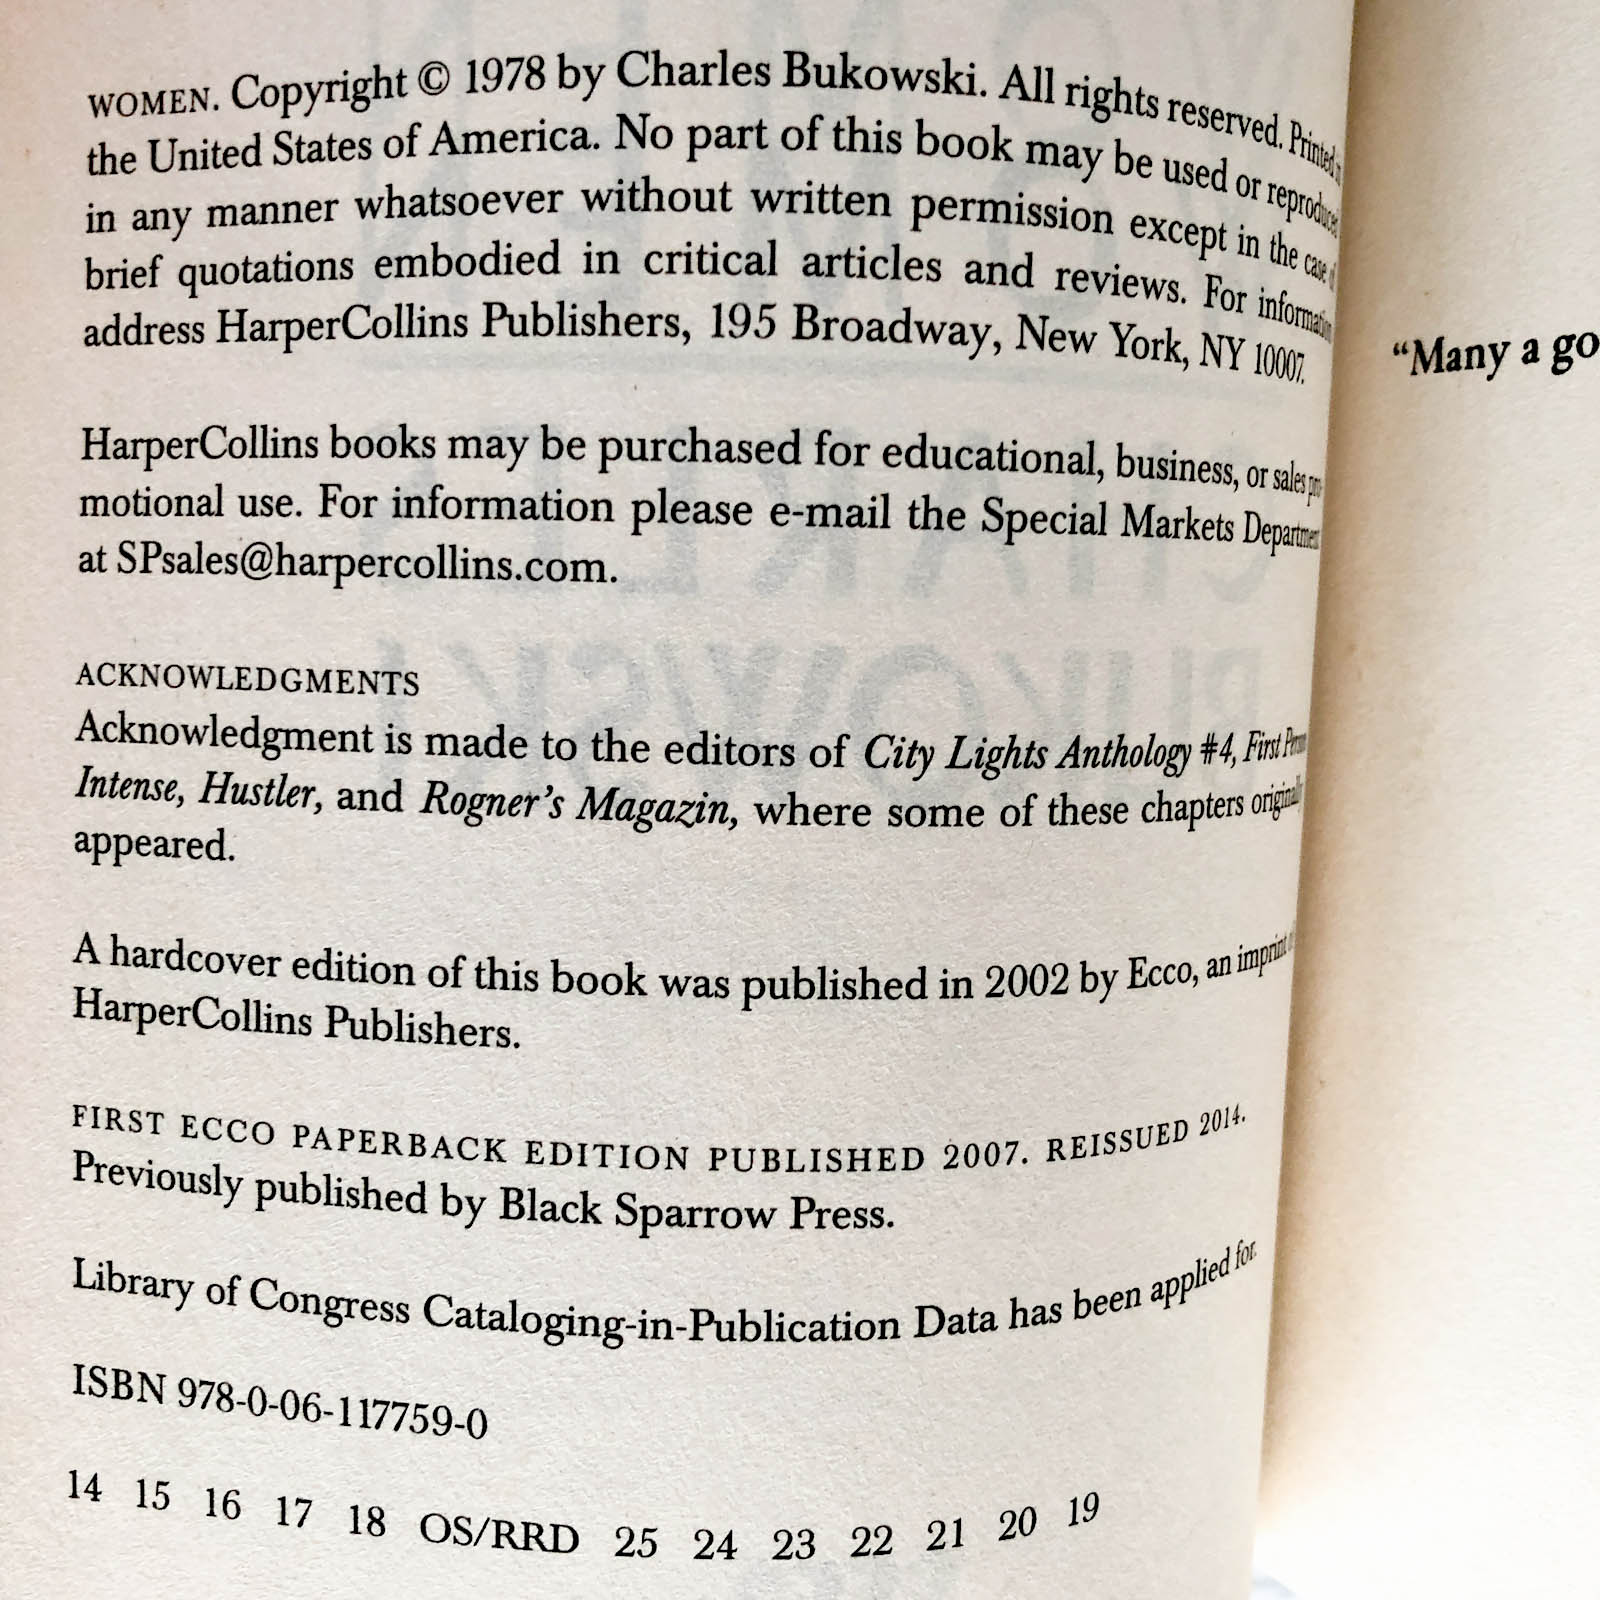 WOMEN. Copyright © 1978 by Charles Bukowski. All rights reserved. Printed in
the United States of America. No part of this book may be used or reproduced
in any manner whatsoever without written permission except in the case of
brief quotations embodied in critical articles and reviews. For information
address HarperCollins Publishers, 195 Broadway, New York, NY 10007.
HarperCollins books may be purchased for educational, business, or sales pro-
motional use. For information please e-mail the Special Markets Department
at SPsales@harpercollins.com.
ACKNOWLEDGMENTS
Acknowledgment is made to the editors of City Lights Anthology #4, First Person
Intense, Hustler, and Rogner's Magazin, where some of these chapters originally
appeared.
A hardcover edition of this book was published in 2002 by Ecco, an imprint of
HarperCollins Publishers.
FIRST ECCO PAPERBACK EDITION PUBLISHED 2007. REISSUED 2014.
Previously published by Black Sparrow Press.
Library of Congress Cataloging-in-Publication Data has been applied for.
ISBN 978-0-06-117759-0
14 15 16 17 18 OS/RRD 25 24 23 22 21 20 19
“Many a go